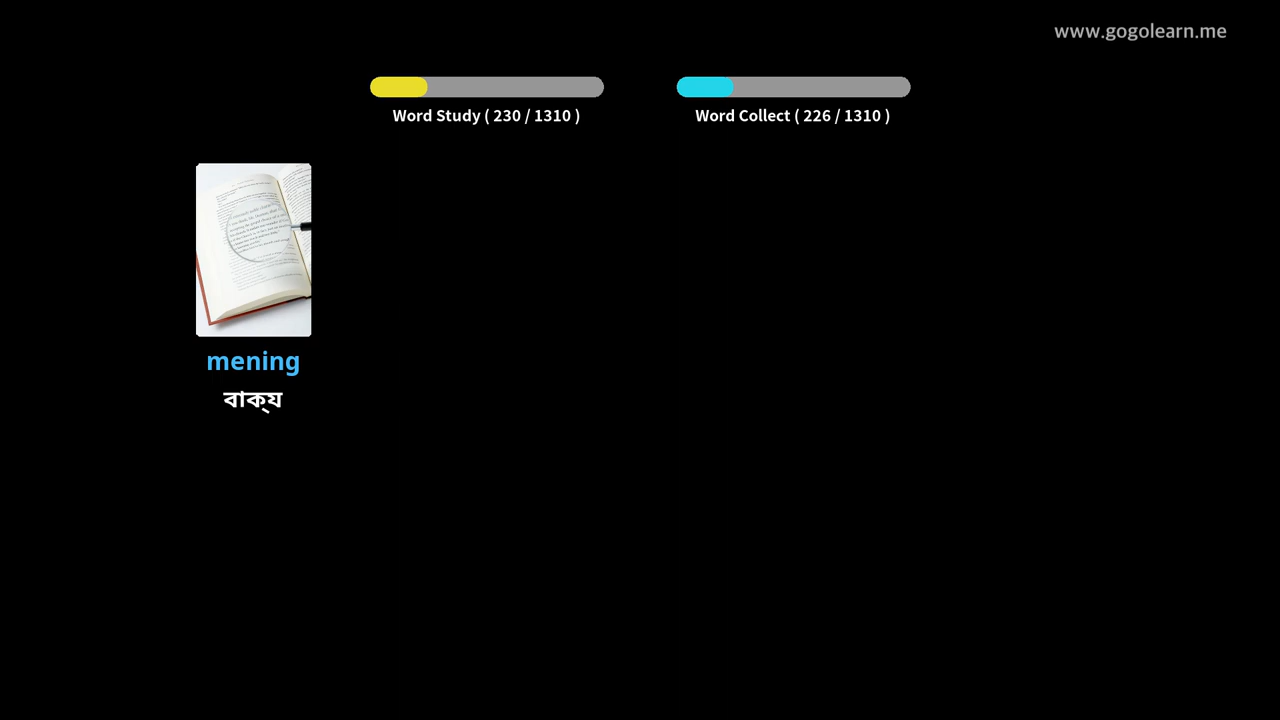 www.gogolearn.me
Word Study ( 230 / 1310 )
Word Collect ( 226 / 1310 )
mening
বাক্য